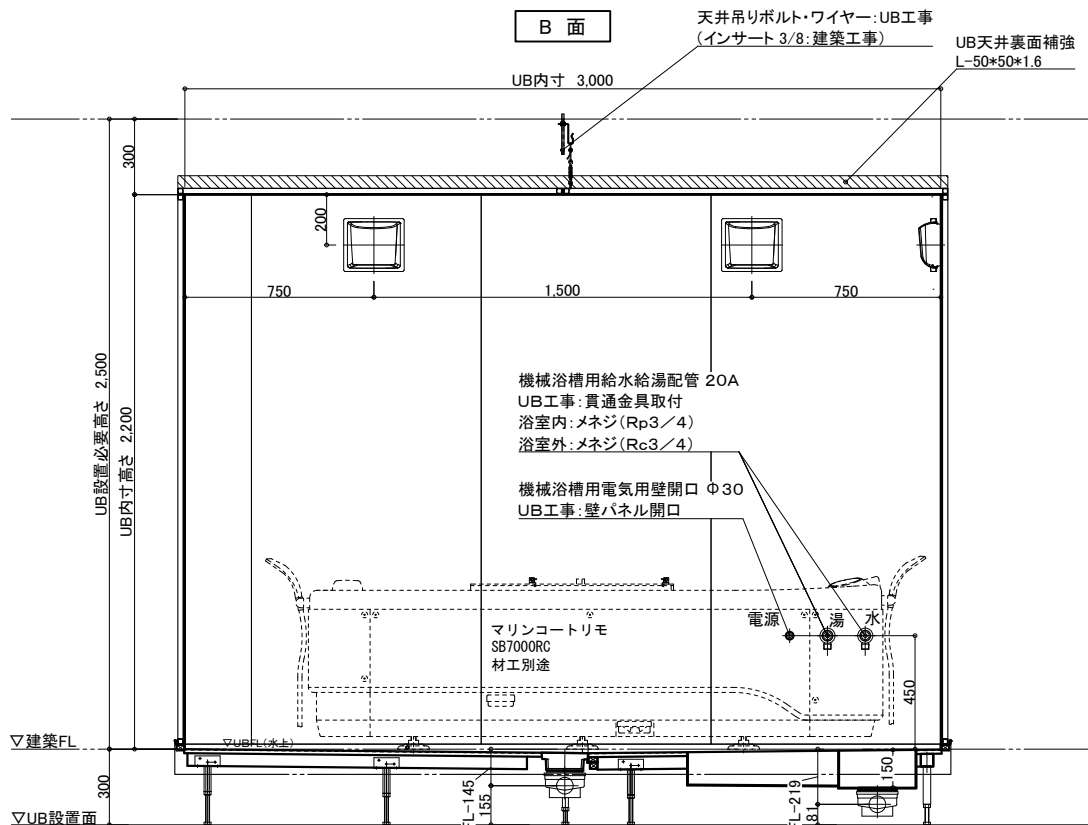 B 面
天井吊りボルト・ワイヤー:UB工事
(インサート 3/8:建築工事)
UB天井裏面補強
L-50*50*1.6
UB内寸 3,000
300
200
750
1,500
750
UB設置必要高さ 2,500
UB内寸高さ 2,200
機械浴槽用給水給湯配管 20A
UB工事:貫通金具取付
浴室内:メネジ(Rp3/4)
浴室外:メネジ(Rc3/4)
機械浴槽用電気用壁開口 Φ30
UB工事:壁パネル開口
電源
湯
水
マリンコートリモ
SB7000RC
材工別途
450
▽建築FL
▽UBFL(水上)
300
FL-145
155
FL-219
81
150
▽UB設置面